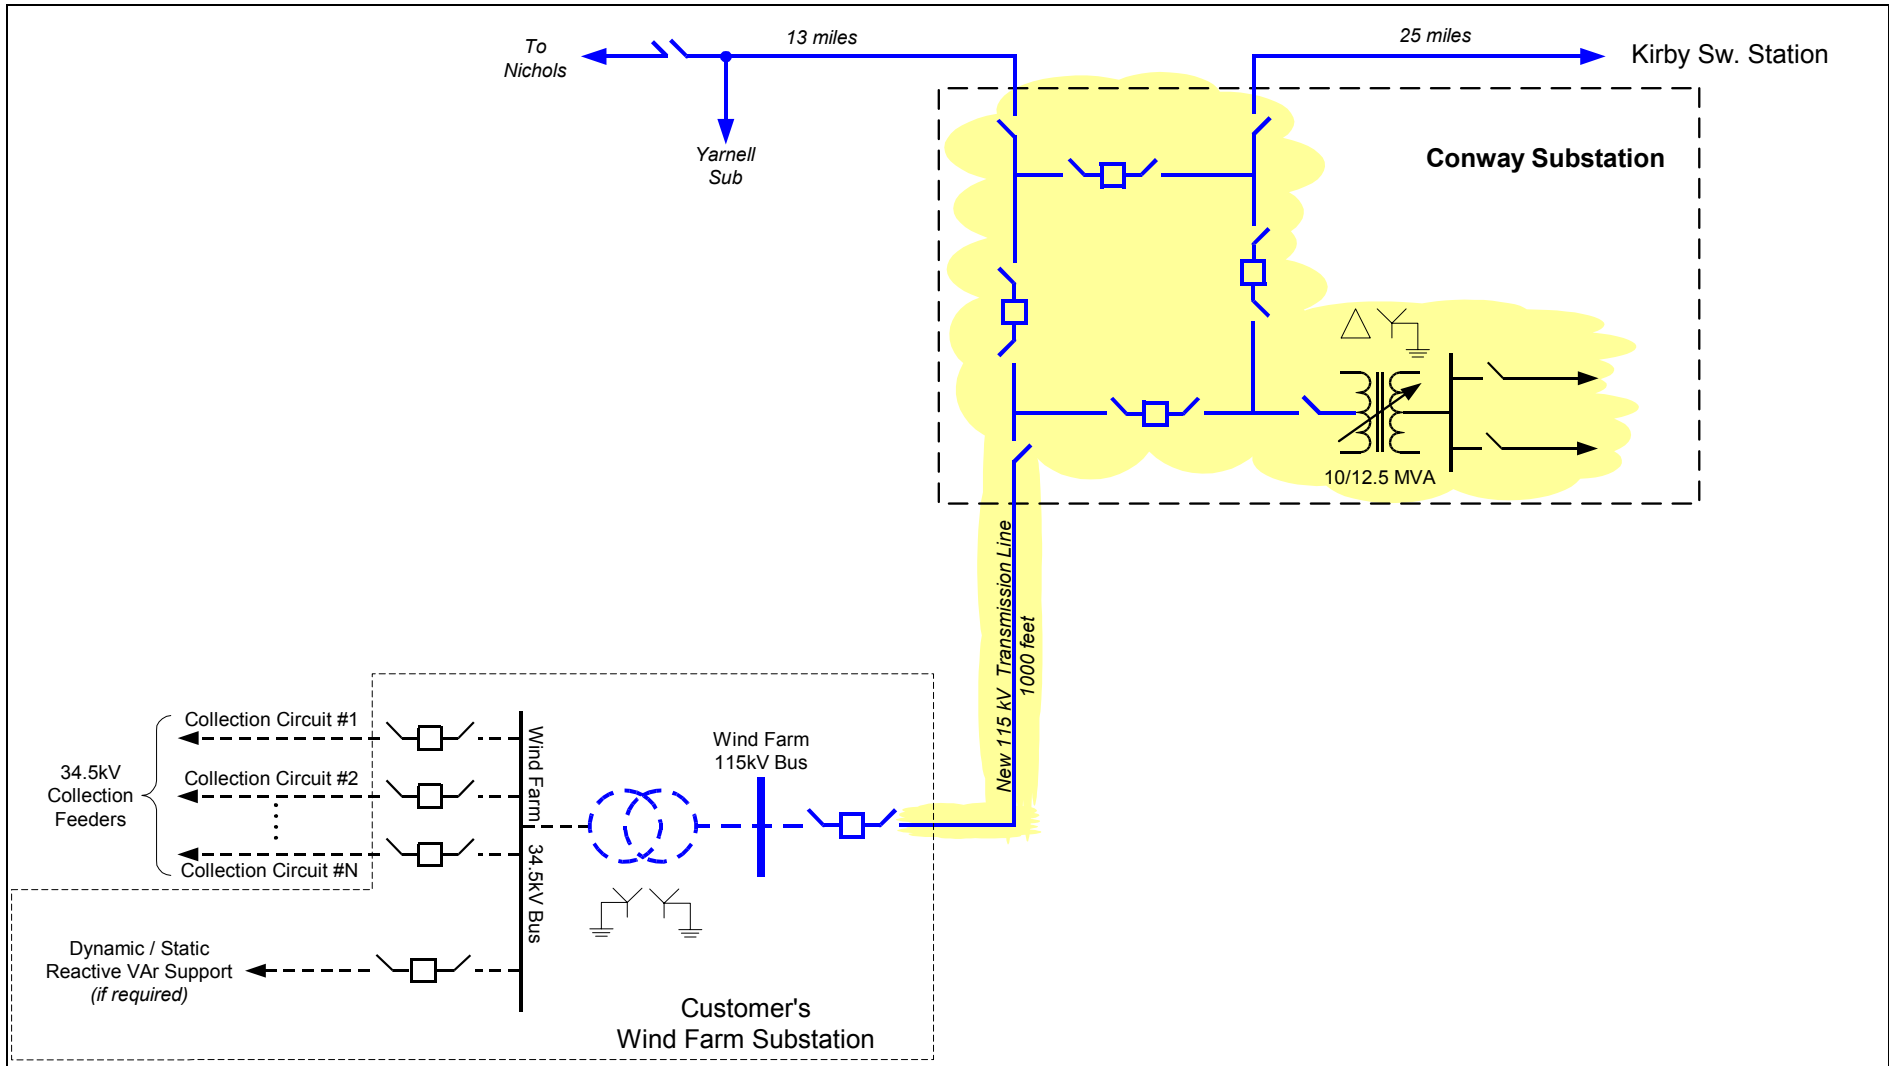 To
Nichols
13 miles
25 miles
Kirby Sw. Station
Yarnell
Sub
Conway Substation
10/12.5 MVA
New 115 kV Transmission Line
1000 feet
Collection Circuit #1
34.5kV
Collection
Feeders
Collection Circuit #2
Collection Circuit #N
Wind Farm 34.5kV Bus
Wind Farm
115kV Bus
Dynamic / Static
Reactive VAr Support
(if required)
Customer's
Wind Farm Substation